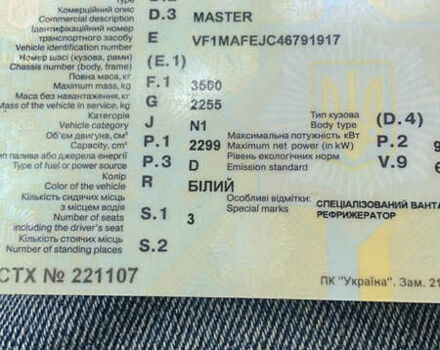 Комерційний опис
Commercial description D.3 MASTER
Ідентифікаційний номер
транспортного засобу E VF1MAFEJC46791917
Vehicle identification number
Номер шасі (кузова, рами) (E.1)
Chassis number (body, frame)
Повна маса, кг F.1 3500
Maximum mass, kg
Маса без навантаження, кг G 2255
Mass of the vehicle in service, kg
Категорія J N1 Тип кузова (D.4)
Vehicle category Body type
Об'єм двигуна, см³ P.1 2299 Максимальна потужність, кВт P.2 9
Capacity, cm³ Maximum net power (in kW)
Тип палива або джерела енергії P.3 D Рівень екологічних норм V.9
Type of fuel or power source Emission standard
Колір R БІЛИЙ
Color of the vehicle
Кількість сидячих місць Особливі відмітки: СПЕЦІАЛІЗОВАНИЙ ВАНТА
з місцем водія S.1 3 Special marks РЕФРИЖЕРАТОР
Number of seats
including the driver's seat
Кількість стоячих місць S.2
Number of standing places
СТХ № 221107
ПК "Україна", Зам. 21